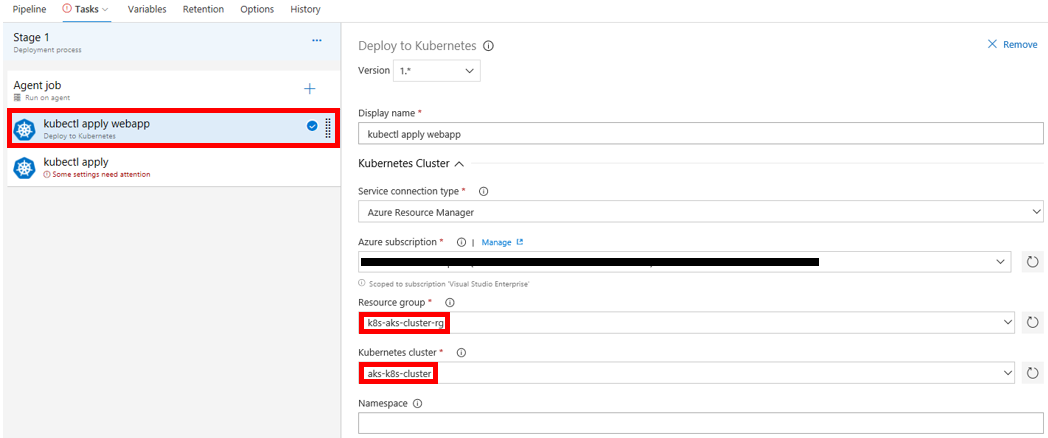 Pipeline Tasks Variables Retention Options History
Stage 1
Deployment process
Agent job
Run on agent
kubectl apply webapp
Deploy to Kubernetes
kubectl apply
Some settings need attention
Deploy to Kubernetes
Remove
Version 1.*
Display name *
kubectl apply webapp
Kubernetes Cluster
Service connection type *
Azure Resource Manager
Azure subscription * | Manage
Scoped to subscription 'Visual Studio Enterprise'
Resource group *
k8s-aks-cluster-rg
Kubernetes cluster *
aks-k8s-cluster
Namespace